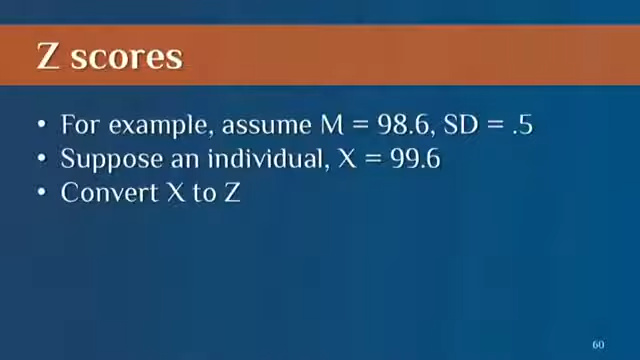 Z scores
• For example, assume M = 98.6, SD = .5
• Suppose an individual, X = 99.6
• Convert X to Z
60